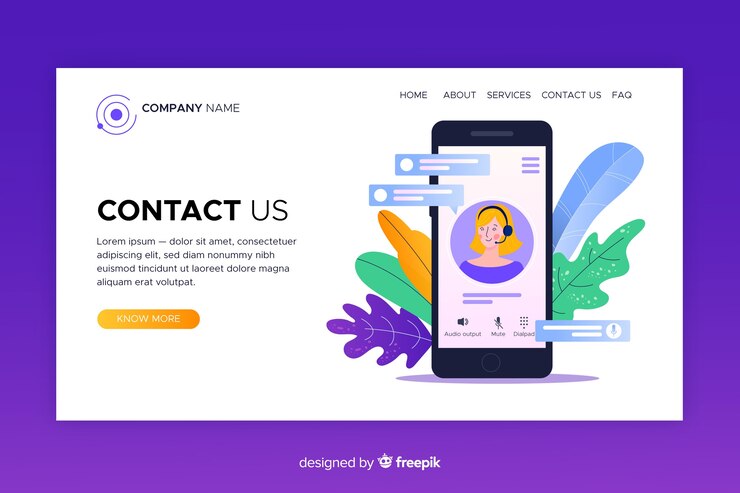 COMPANY NAME
HOME ABOUT SERVICES CONTACT US FAQ
CONTACT US
Lorem ipsum — dolor sit amet, consectetuer
adipiscing elit, sed diam nonummy nibh
euismod tincidunt ut laoreet dolore magna
aliquam erat volutpat.
KNOW MORE
Audio output Mute Dialpad
designed by freepik